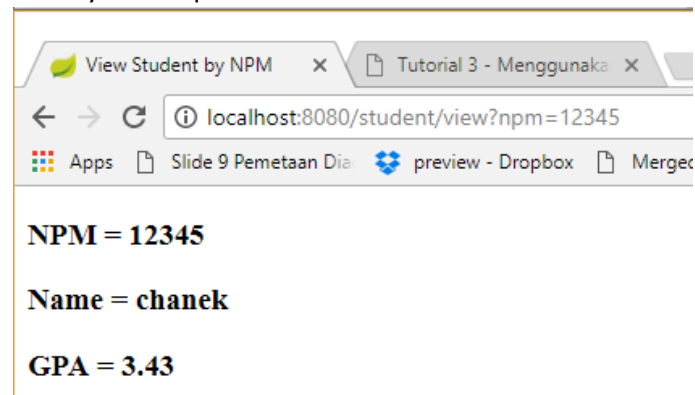 View Student by NPM
Tutorial 3 - Menggunaka
localhost:8080/student/view?npm=12345
Apps Slide 9 Pemetaan Dia preview - Dropbox Merged
NPM = 12345
Name = chanek
GPA = 3.43